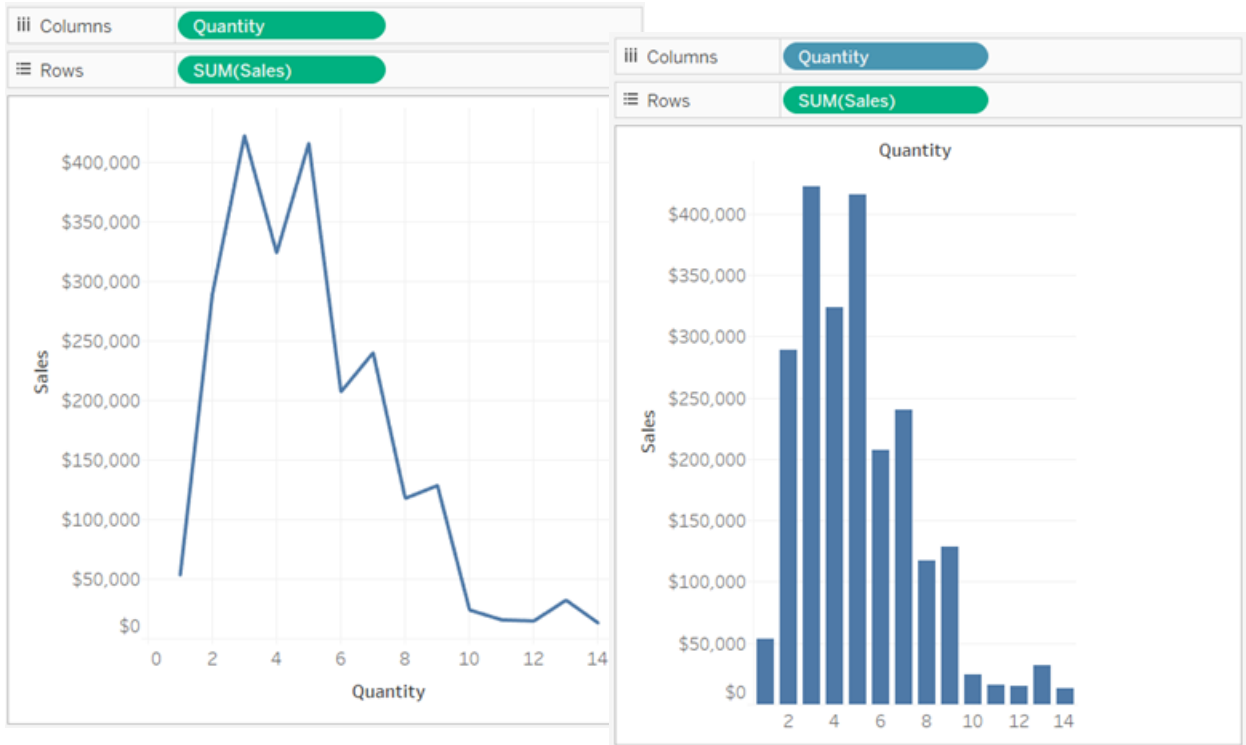 Columns Quantity
Rows SUM(Sales)
$400,000
$350,000
$300,000
$250,000
$200,000
$150,000
$100,000
$50,000
$0
Sales
0 2 4 6 8 10 12 14
Quantity
Columns Quantity
Rows SUM(Sales)
Quantity
$400,000
$350,000
$300,000
$250,000
$200,000
$150,000
$100,000
$50,000
$0
Sales
2 4 6 8 10 12 14